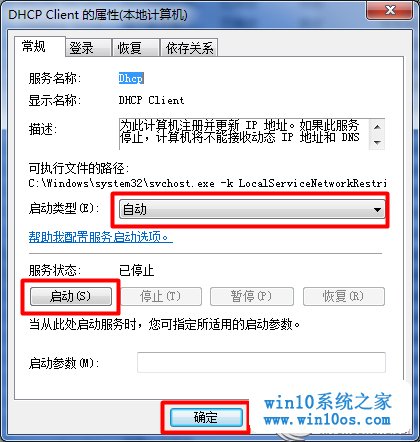 DHCP Client 的属性(本地计算机)
常规 登录 恢复 依存关系
服务名称: Dhcp
显示名称: DHCP Client
描述: 为此计算机注册并更新 IP 地址。如果此服务
停止，计算机将不能接收动态 IP 地址和 DNS
可执行文件的路径:
C:\Windows\system32\svchost.exe -k LocalServiceNetworkRestri
启动类型(E): 自动
帮助我配置服务启动选项。
服务状态: 已停止
启动(S) 停止(T) 暂停(P) 恢复(R)
当从此处启动服务时，您可指定所适用的启动参数。
启动参数(M):
确定
win10系统之家
www.win10os.com